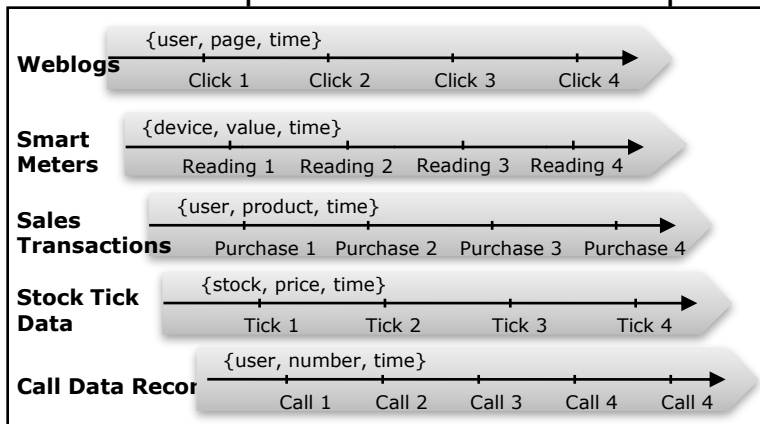 Weblogs
{user, page, time}
Click 1 Click 2 Click 3 Click 4
Smart
Meters
{device, value, time}
Reading 1 Reading 2 Reading 3 Reading 4
Sales
Transactions
{user, product, time}
Purchase 1 Purchase 2 Purchase 3 Purchase 4
Stock Tick
Data
{stock, price, time}
Tick 1 Tick 2 Tick 3 Tick 4
Call Data Recor
{user, number, time}
Call 1 Call 2 Call 3 Call 4 Call 4